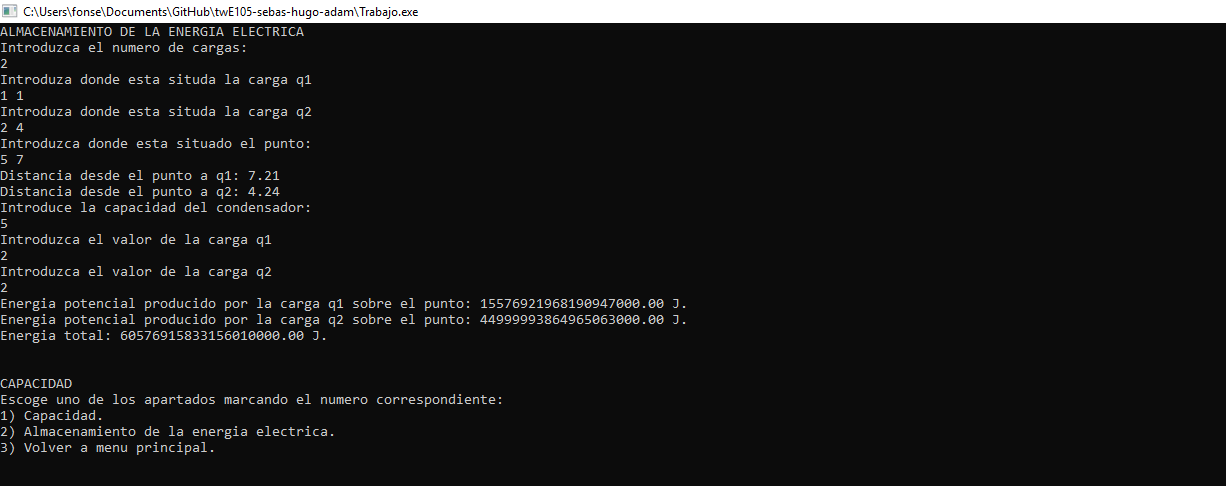 C:\Users\fonse\Documents\GitHub\twE105-sebas-hugo-adam\Trabajo.exe
ALMACENAMIENTO DE LA ENERGIA ELECTRICA
Introduzca el numero de cargas:
2
Introduza donde esta situda la carga q1
1 1
Introduza donde esta situda la carga q2
2 4
Introduzca donde esta situado el punto:
5 7
Distancia desde el punto a q1: 7.21
Distancia desde el punto a q2: 4.24
Introduce la capacidad del condensador:
5
Introduzca el valor de la carga q1
2
Introduzca el valor de la carga q2
2
Energia potencial producido por la carga q1 sobre el punto: 15576921968190947000.00 J.
Energia potencial producido por la carga q2 sobre el punto: 44999993864965063000.00 J.
Energia total: 60576915833156010000.00 J.
CAPACIDAD
Escoge uno de los apartados marcando el numero correspondiente:
1) Capacidad.
2) Almacenamiento de la energia electrica.
3) Volver a menu principal.